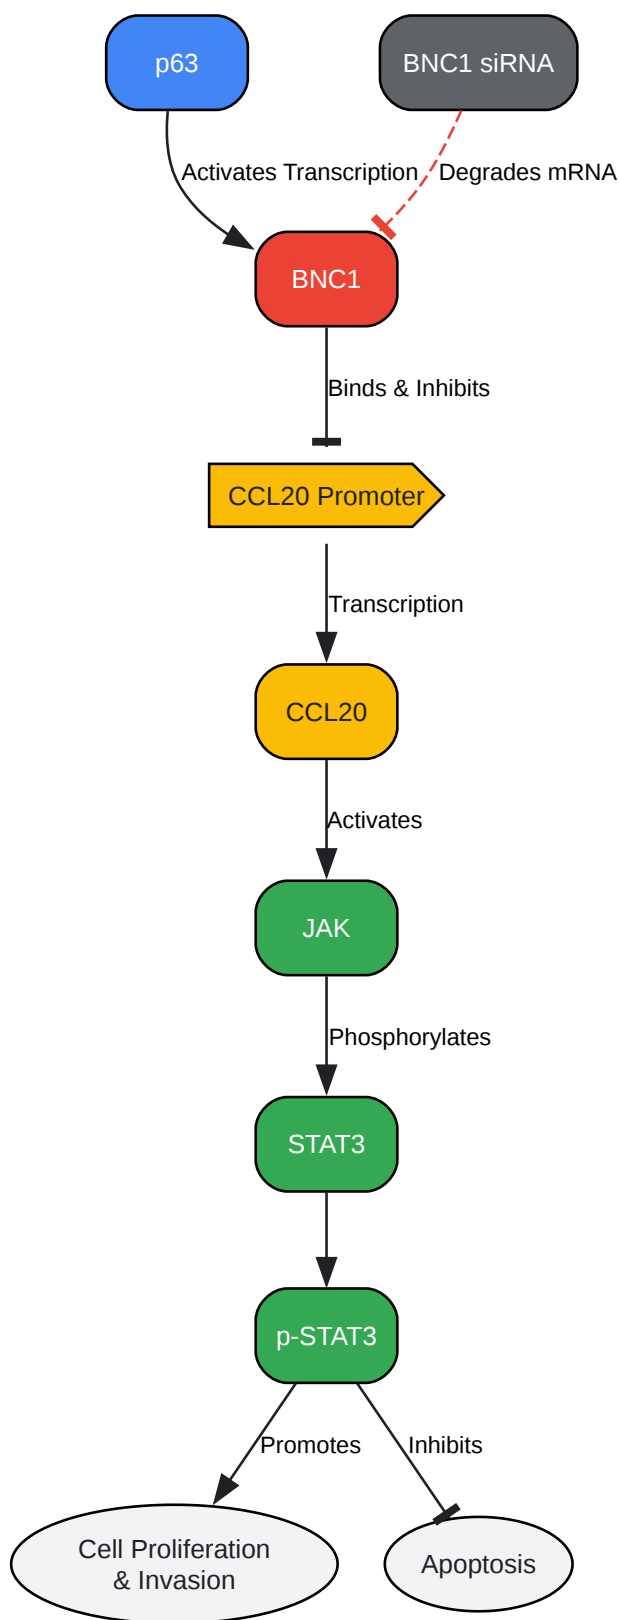 p63
BNC1 siRNA
Activates Transcription
Degrades mRNA
BNC1
Binds & Inhibits
CCL20 Promoter
Transcription
CCL20
Activates
JAK
Phosphorylates
STAT3
p-STAT3
Promotes
Inhibits
Cell Proliferation
& Invasion
Apoptosis